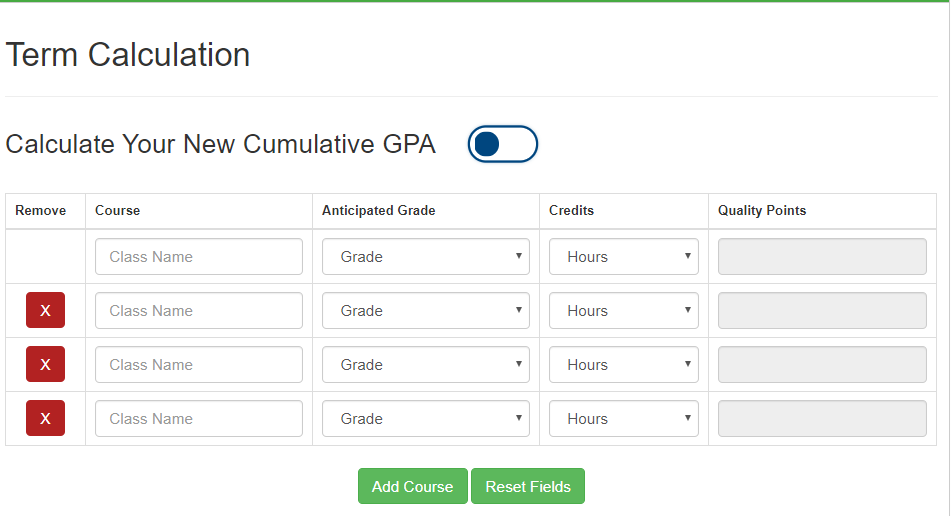 Term Calculation
Calculate Your New Cumulative GPA
Remove Course Anticipated Grade Credits Quality Points
Class Name Grade Hours
X Class Name Grade Hours
X Class Name Grade Hours
X Class Name Grade Hours
Add Course Reset Fields